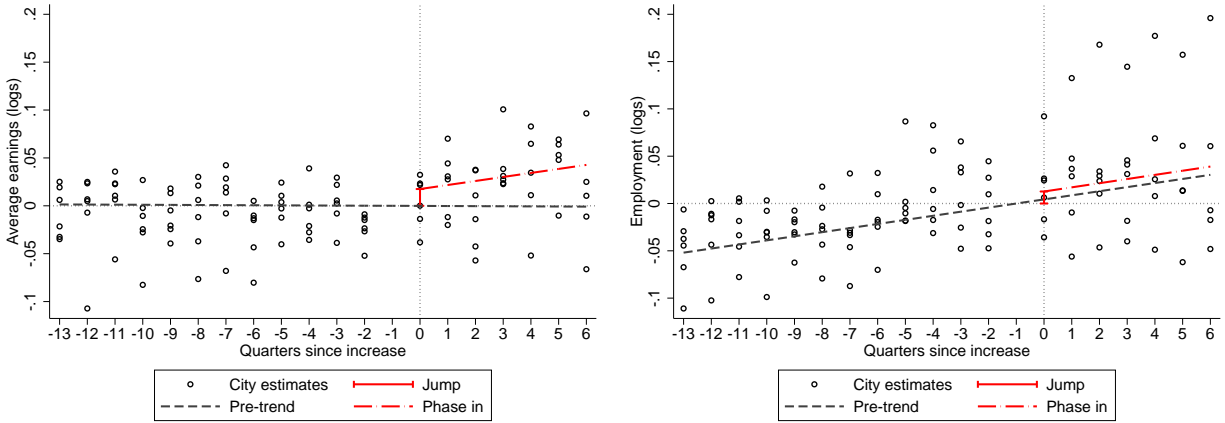 Average earnings (logs)
.2
.15
.1
.05
0
-.05
-.1
-13 -12 -11 -10 -9 -8 -7 -6 -5 -4 -3 -2 -1 0 1 2 3 4 5 6
Quarters since increase
City estimates Jump
Pre-trend Phase in
Employment (logs)
.2
.15
.1
.05
0
-.05
-.1
-13 -12 -11 -10 -9 -8 -7 -6 -5 -4 -3 -2 -1 0 1 2 3 4 5 6
Quarters since increase
City estimates Jump
Pre-trend Phase in